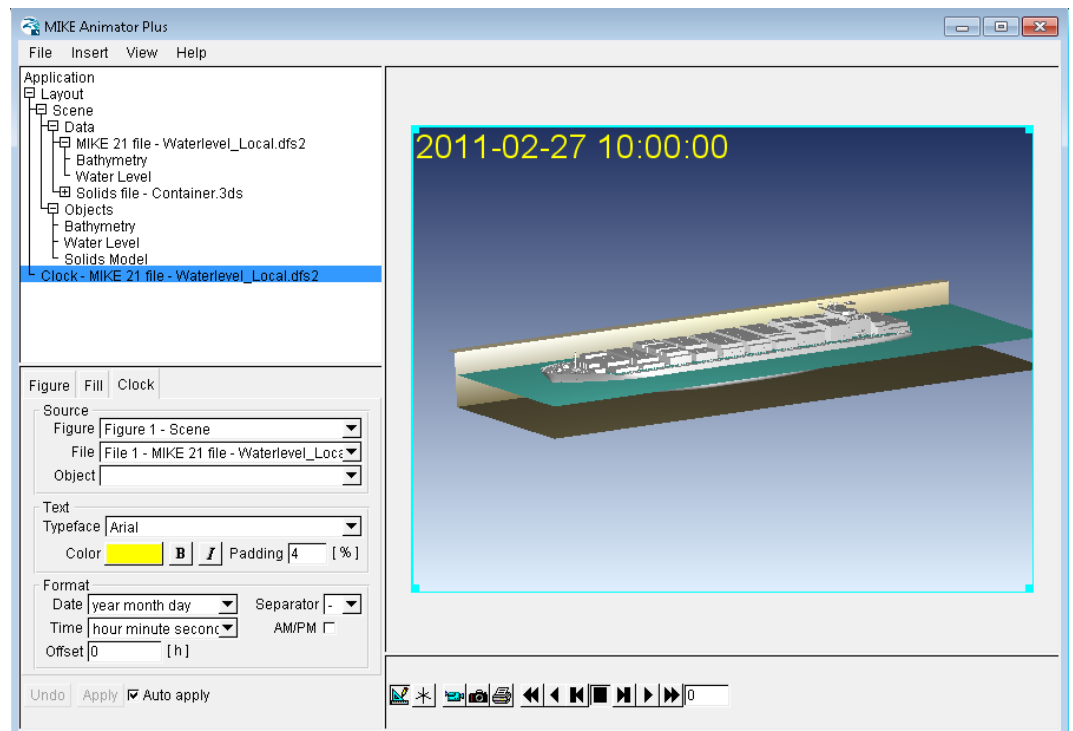 MIKE Animator Plus
File Insert View Help
Application
Layout
Scene
Data
MIKE 21 file - Waterlevel_Local.dfs2
Bathymetry
Water Level
Solids file - Container.3ds
Objects
Bathymetry
Water Level
Solids Model
Clock - MIKE 21 file - Waterlevel_Local.dfs2
2011-02-27 10:00:00
Figure Fill Clock
Source
Figure Figure 1 - Scene
File File 1 - MIKE 21 file - Waterlevel_Loca
Object
Text
Typeface Arial
Color B I Padding 4 [ % ]
Format
Date year month day Separator -
Time hour minute second AM/PM
Offset 0 [ h ]
Undo Apply Auto apply
0